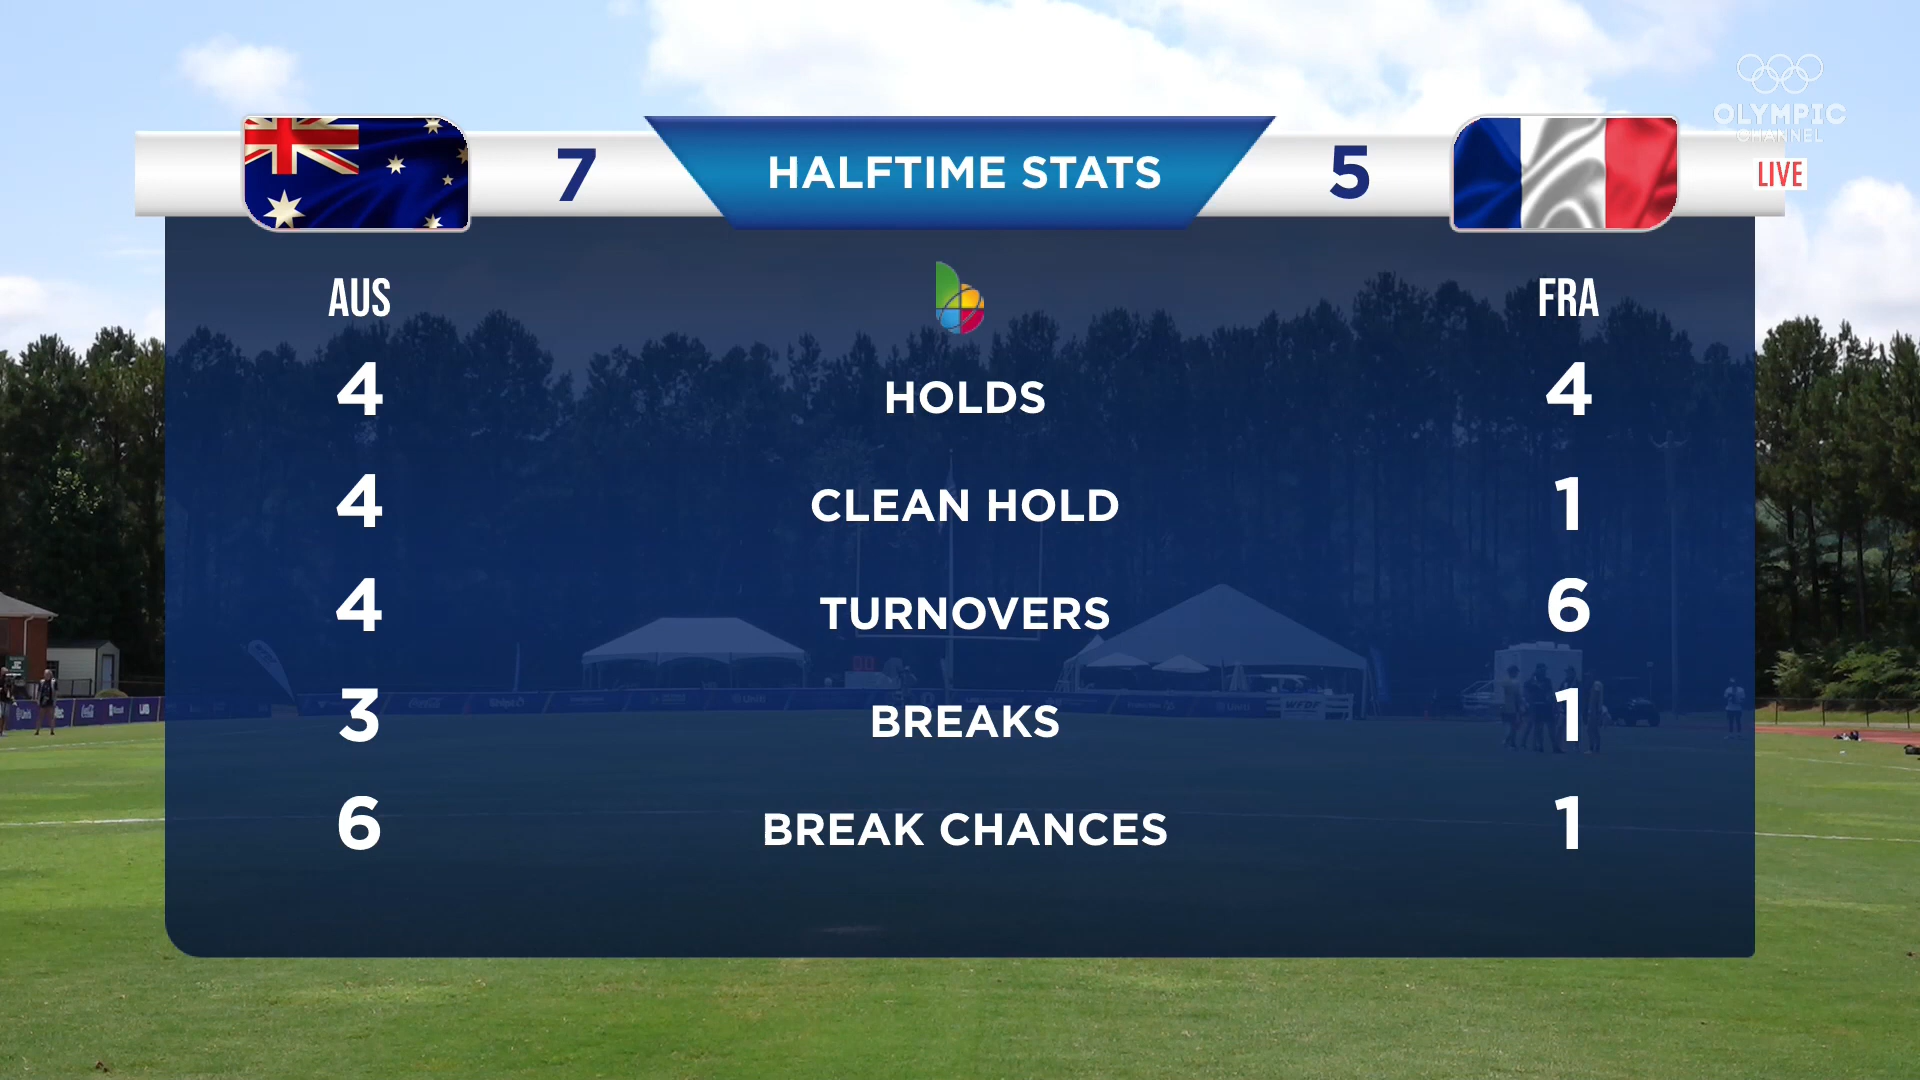 OLYMPIC
CHANNEL
7 HALFTIME STATS 5
LIVE
AUS FRA
4 HOLDS 4
4 CLEAN HOLD 1
4 TURNOVERS 6
3 BREAKS 1
6 BREAK CHANCES 1
WFDF